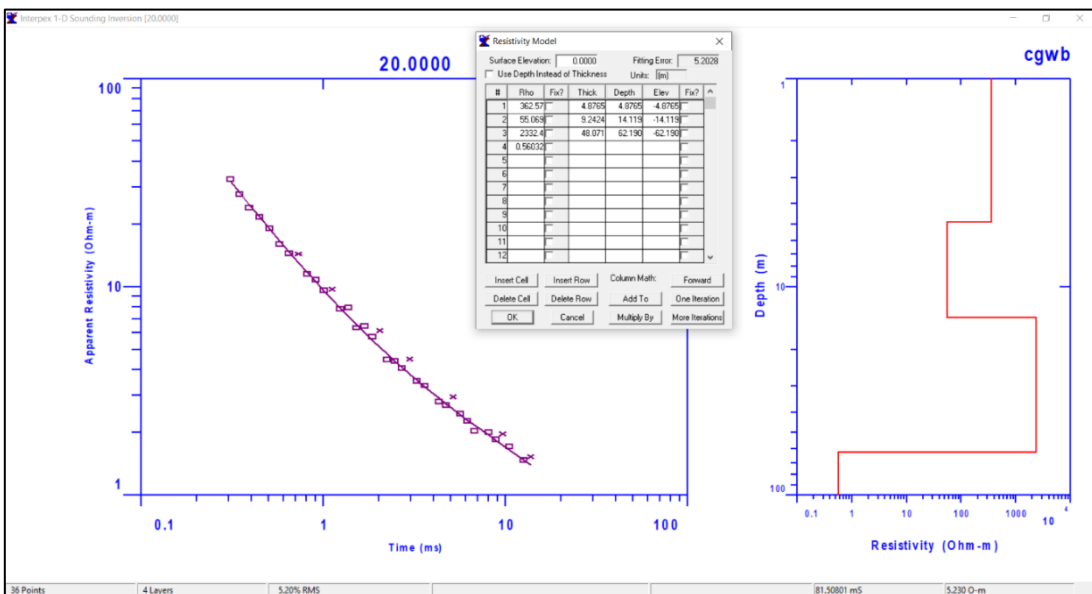 Interpex 1-D Sounding Inversion [20.0000]
20.0000
100
10
1
0.1 1 10 100
Apparent Resistivity (Ohm-m)
Time (ms)
Resistivity Model
Surface Elevation: 0.0000 Fitting Error: 5.2028
Use Depth Instead of Thickness Units: [(m]
# Rho Fix? Thick Depth Elev Fix?
1 362.57 4.8765 4.8765 -4.8765
2 55.069 9.2424 14.119 -14.119
3 2332.4 48.071 62.190 -62.190
4 0.56032
5
6
7
8
9
10
11
12
Insert Cell Insert Row Column Math: Forward
Delete Cell Delete Row Add To One Iteration
OK Cancel Multiply By More Iterations
cgwb
1
10
100
0.1 1 10 100 1000 10 4
Depth (m)
Resistivity (Ohm-m)
36 Points 4 Layers 5.20% RMS 81.50801 mS 5.230 O-m